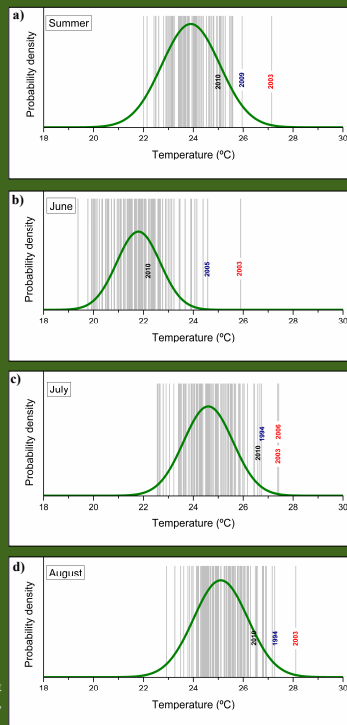 a)
Summer
Probability density
2010
2009
2003
18 20 22 24 26 28 30
Temperature (ºC)
b)
June
Probability density
2010
2005
2003
18 20 22 24 26 28 30
Temperature (ºC)
c)
July
Probability density
2010
1994
2003 - 2006
18 20 22 24 26 28 30
Temperature (ºC)
d)
August
Probability density
2010
1994
2003
18 20 22 24 26 28 30
Temperature (ºC)